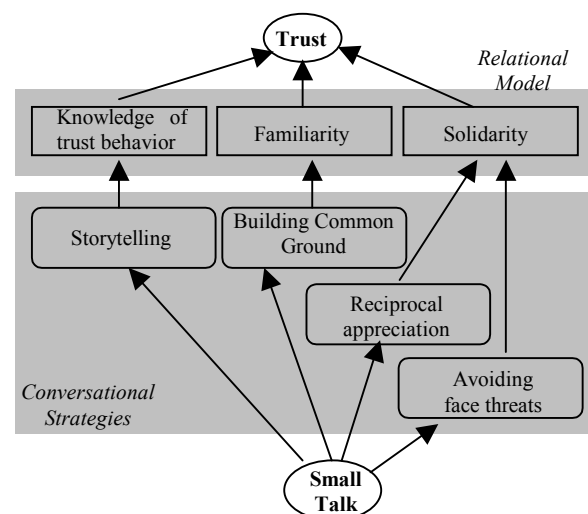 Trust
Relational
Model
Knowledge of
trust behavior
Familiarity
Solidarity
Storytelling
Building Common
Ground
Reciprocal
appreciation
Avoiding
face threats
Conversational
Strategies
Small
Talk